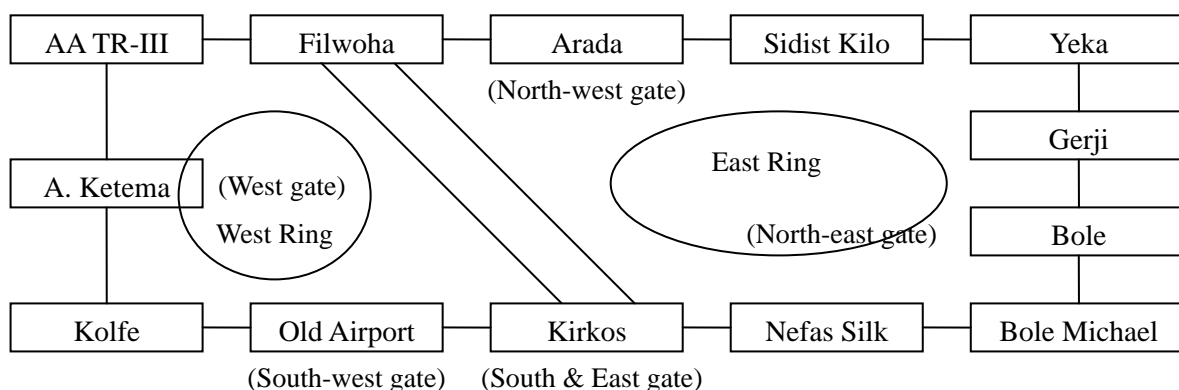 AA TR-III
Filwoha
Arada
Sidist Kilo
Yeka
(North-west gate)
Gerji
East Ring
A. Ketema
(West gate)
West Ring
(North-east gate)
Bole
Kolfe
Old Airport
Kirkos
Nefas Silk
Bole Michael
(South-west gate)
(South & East gate)